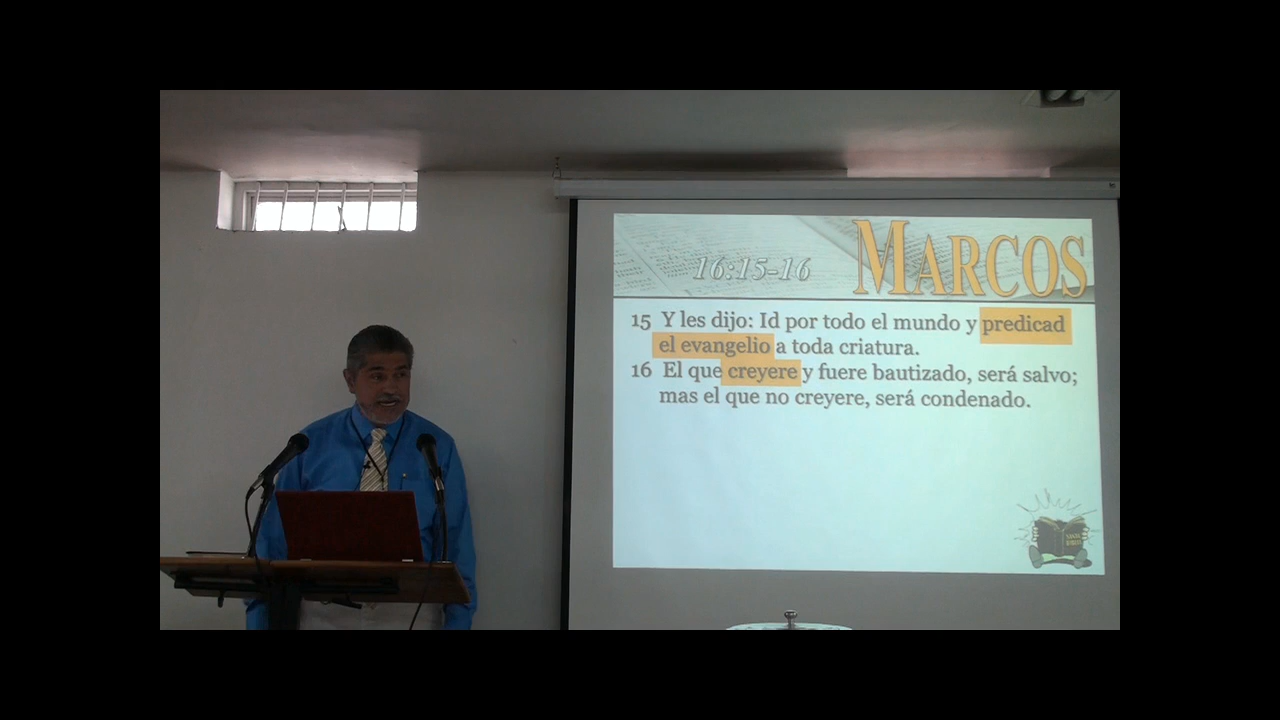 16:15-16 MARCOS
15 Y les dijo: Id por todo el mundo y predicad
el evangelio a toda criatura.
16 El que creyere y fuere bautizado, será salvo;
mas el que no creyere, será condenado.